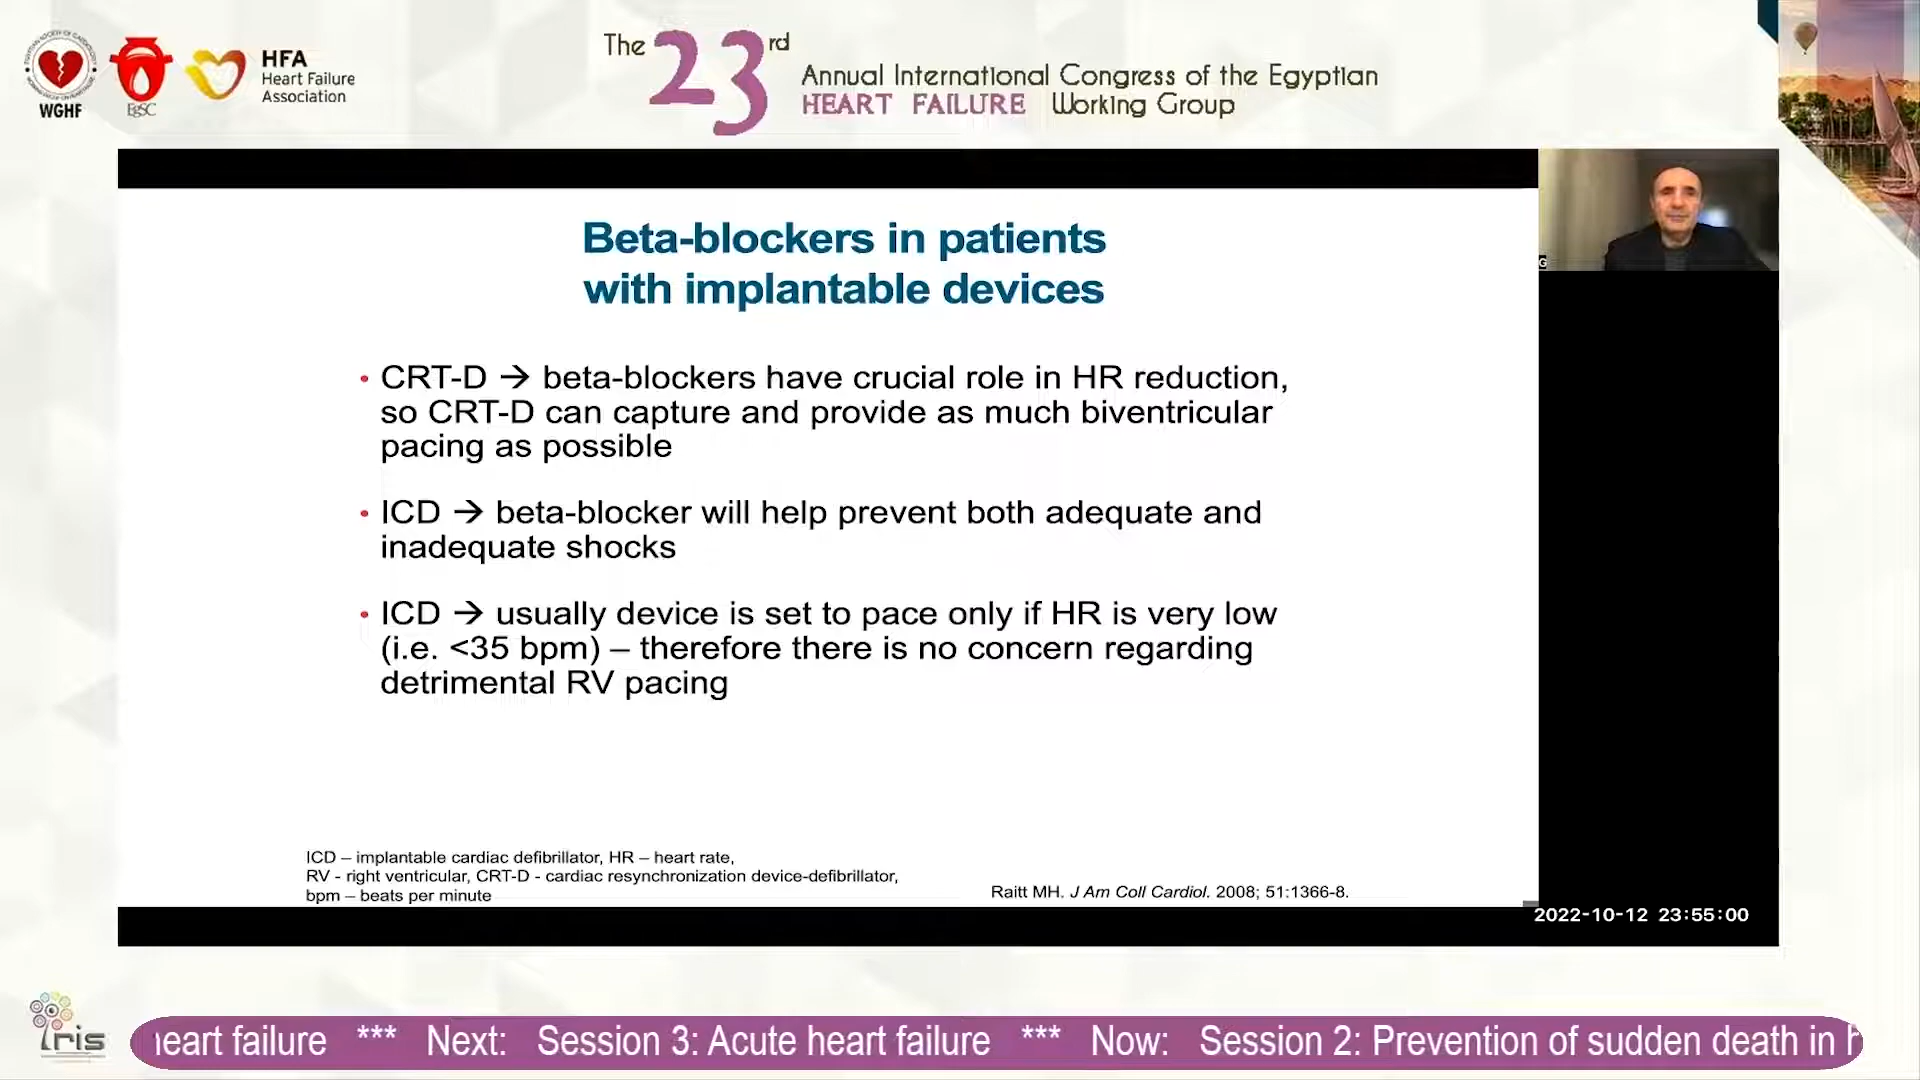 WGHF
EgSC
HFA
Heart Failure
Association
The 23rd
Annual International Congress of the Egyptian
HEART FAILURE Working Group
Beta-blockers in patients
with implantable devices
• CRT-D → beta-blockers have crucial role in HR reduction,
so CRT-D can capture and provide as much biventricular
pacing as possible
• ICD → beta-blocker will help prevent both adequate and
inadequate shocks
• ICD → usually device is set to pace only if HR is very low
(i.e. <35 bpm) – therefore there is no concern regarding
detrimental RV pacing
ICD – implantable cardiac defibrillator, HR – heart rate,
RV - right ventricular, CRT-D - cardiac resynchronization device-defibrillator,
bpm – beats per minute
Raitt MH. J Am Coll Cardiol. 2008; 51:1366-8.
G
2022-10-12 23:55:00
iris
heart failure *** Next: Session 3: Acute heart failure *** Now: Session 2: Prevention of sudden death in h